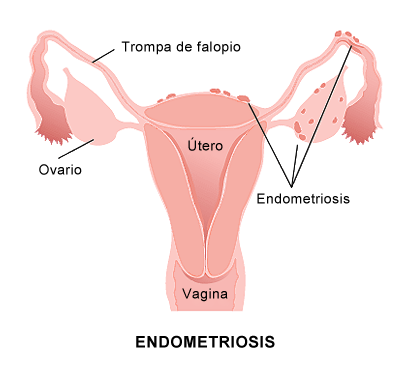 Trompa de falopio
Útero
Ovario
Endometriosis
Vagina
ENDOMETRIOSIS